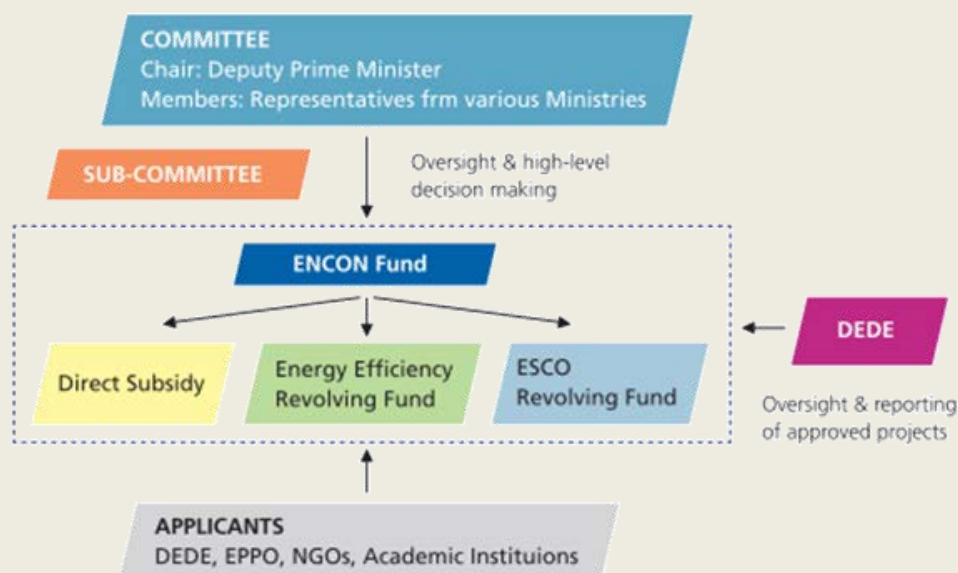 COMMITTEE
Chair: Deputy Prime Minister
Members: Representatives frm various Ministries
SUB-COMMITTEE
Oversight & high-level
decision making
ENCON Fund
Direct Subsidy
Energy Efficiency
Revolving Fund
ESCO
Revolving Fund
DEDE
Oversight & reporting
of approved projects
APPLICANTS
DEDE, EPPO, NGOs, Academic Instituions